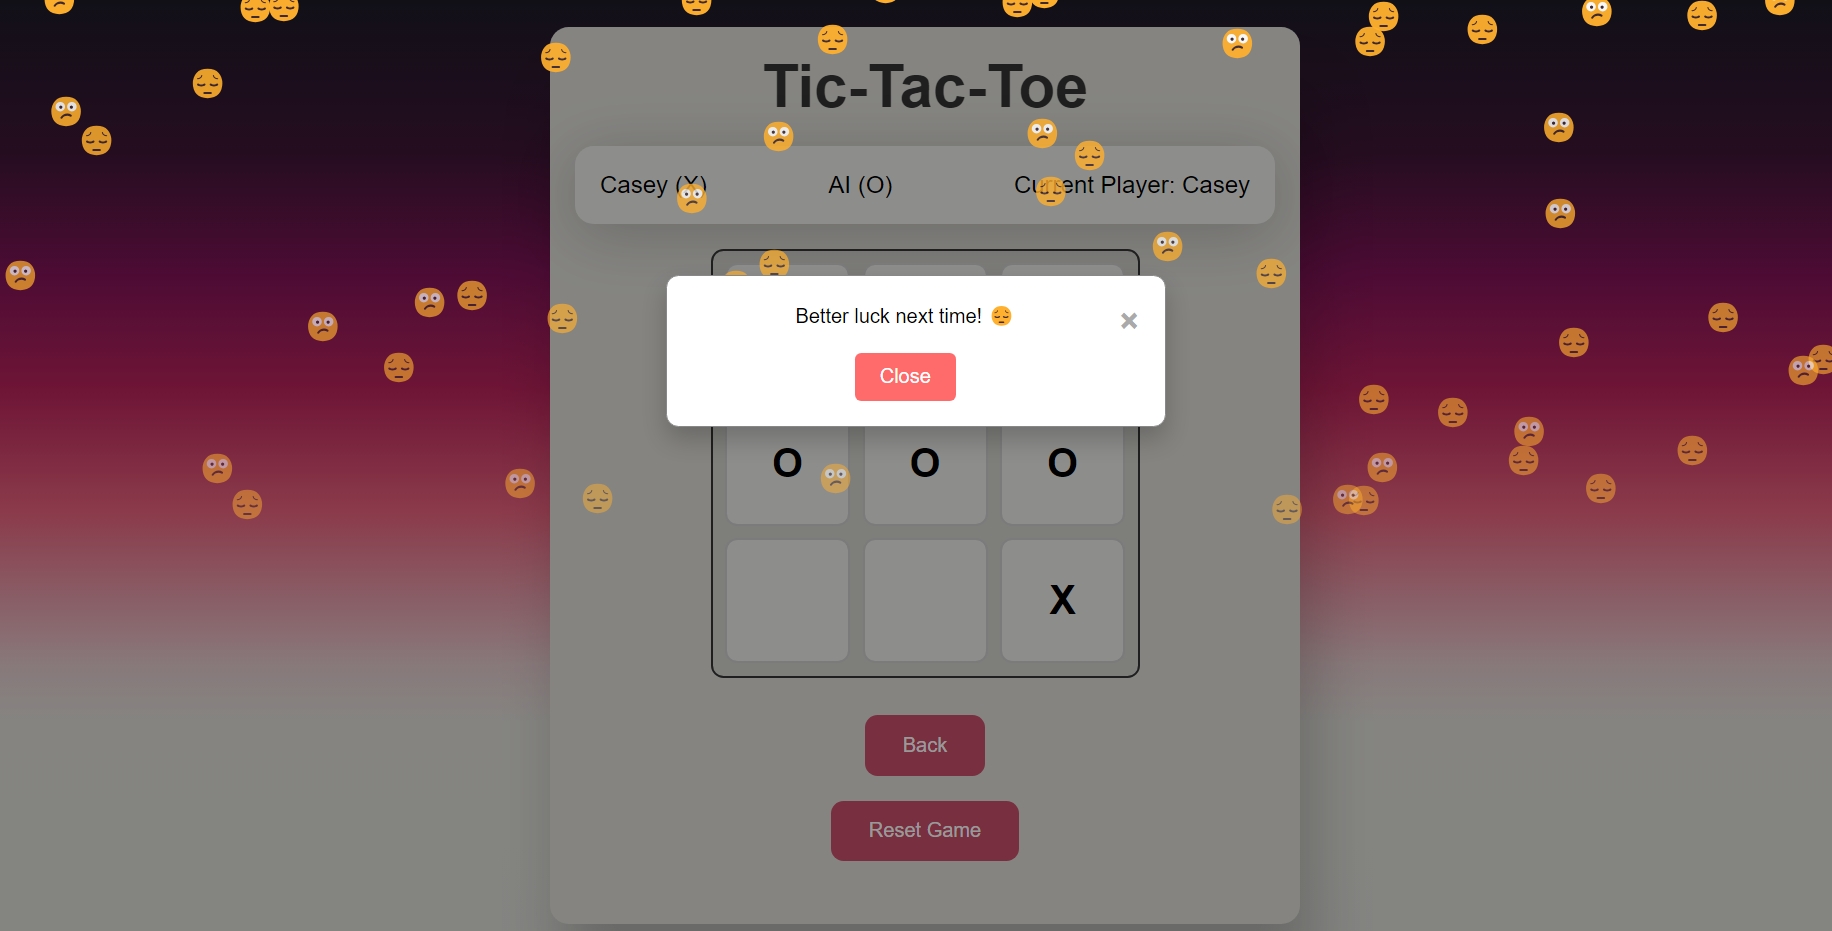 Tic-Tac-Toe
Casey (X) AI (O) Current Player: Casey
Better luck next time! 😔 ×
Close
O O O
X
Back
Reset Game